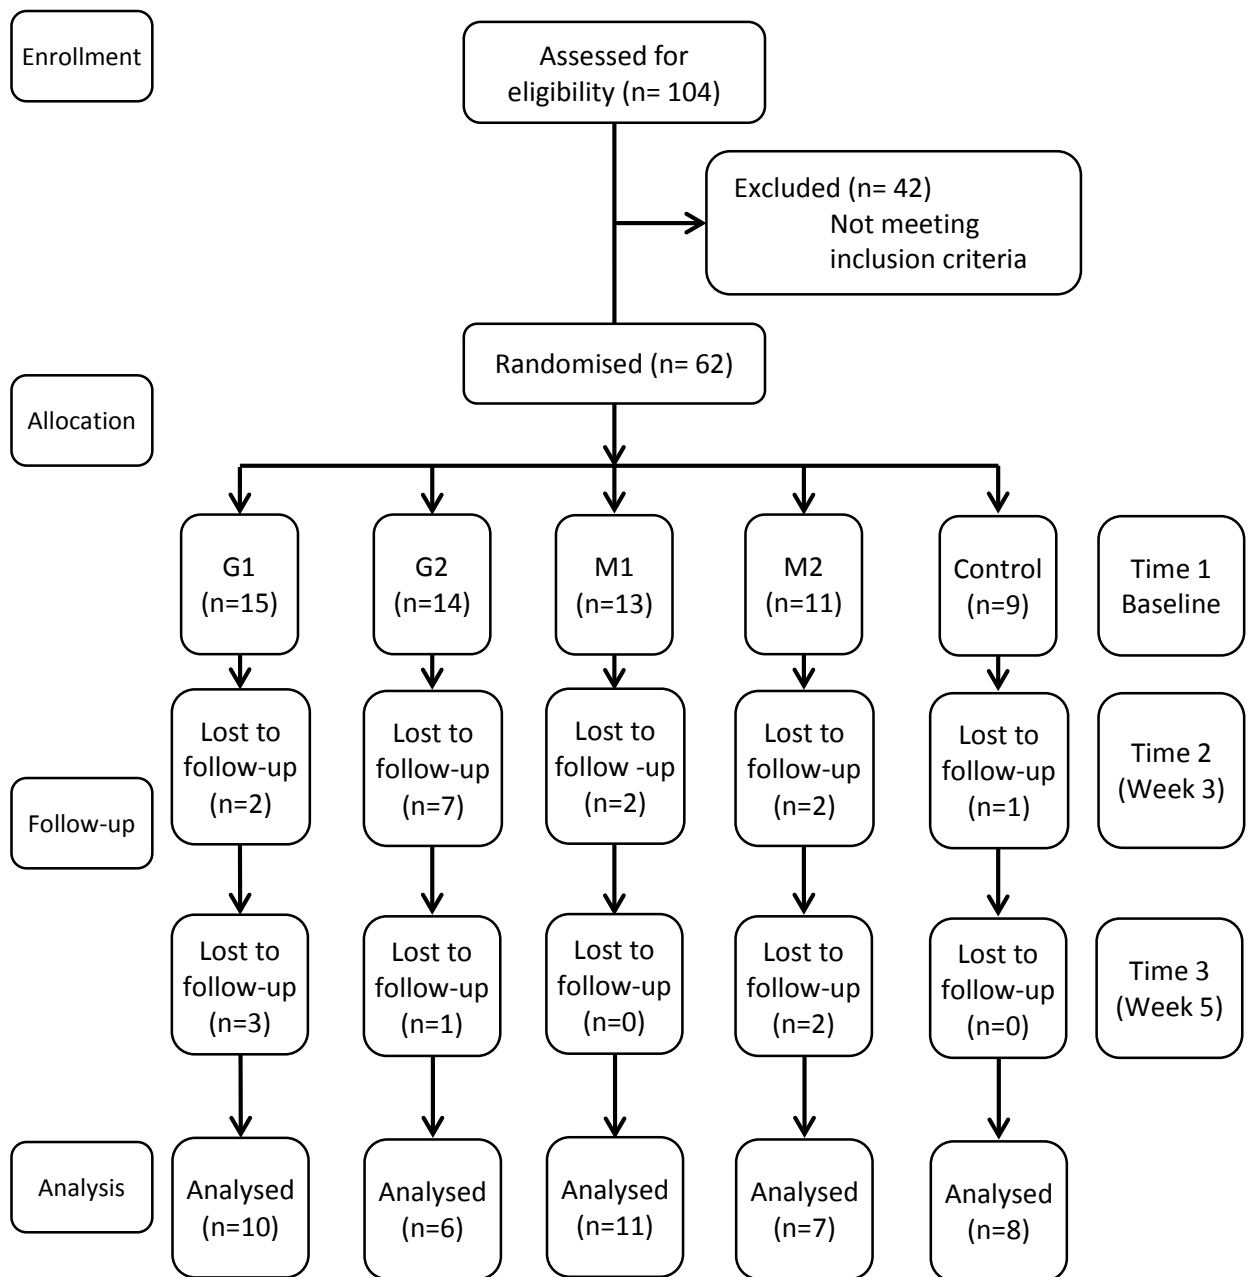 Enrollment
Assessed for
eligibility (n= 104)
Excluded (n= 42)
Not meeting
inclusion criteria
Randomised (n= 62)
Allocation
G1
(n=15)
G2
(n=14)
M1
(n=13)
M2
(n=11)
Control
(n=9)
Time 1
Baseline
Follow-up
Lost to
follow-up
(n=2)
Lost to
follow-up
(n=7)
Lost to
follow -up
(n=2)
Lost to
follow-up
(n=2)
Lost to
follow-up
(n=1)
Time 2
(Week 3)
Lost to
follow-up
(n=3)
Lost to
follow-up
(n=1)
Lost to
follow-up
(n=0)
Lost to
follow-up
(n=2)
Lost to
follow-up
(n=0)
Time 3
(Week 5)
Analysis
Analysed
(n=10)
Analysed
(n=6)
Analysed
(n=11)
Analysed
(n=7)
Analysed
(n=8)